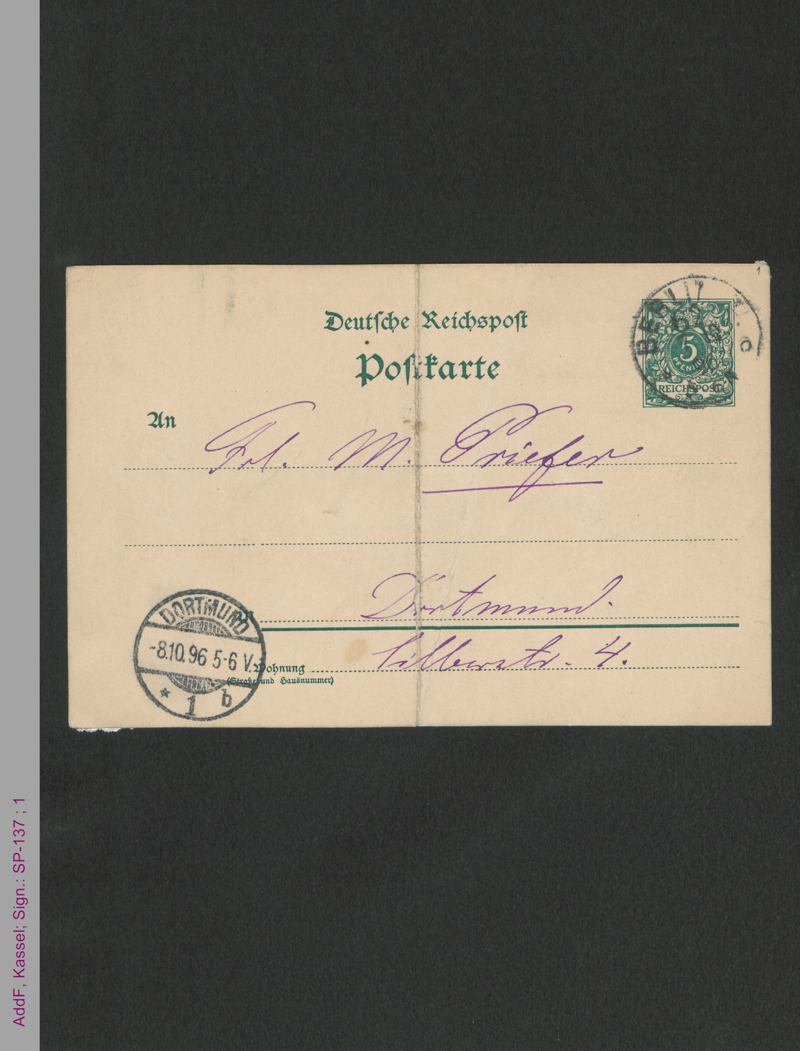 Deutsche Reichspost
Postkarte
BERLIN
5
REICHSPOST
An
Frl. M. Priefer
Dortmund.
DORTMUND
-8.10.96 5-6 V.
* 1 b
Wohnung
(Straße und Hausnummer)
Silberstr. 4.
AddF, Kassel; Sign.: SP-137 ; 1